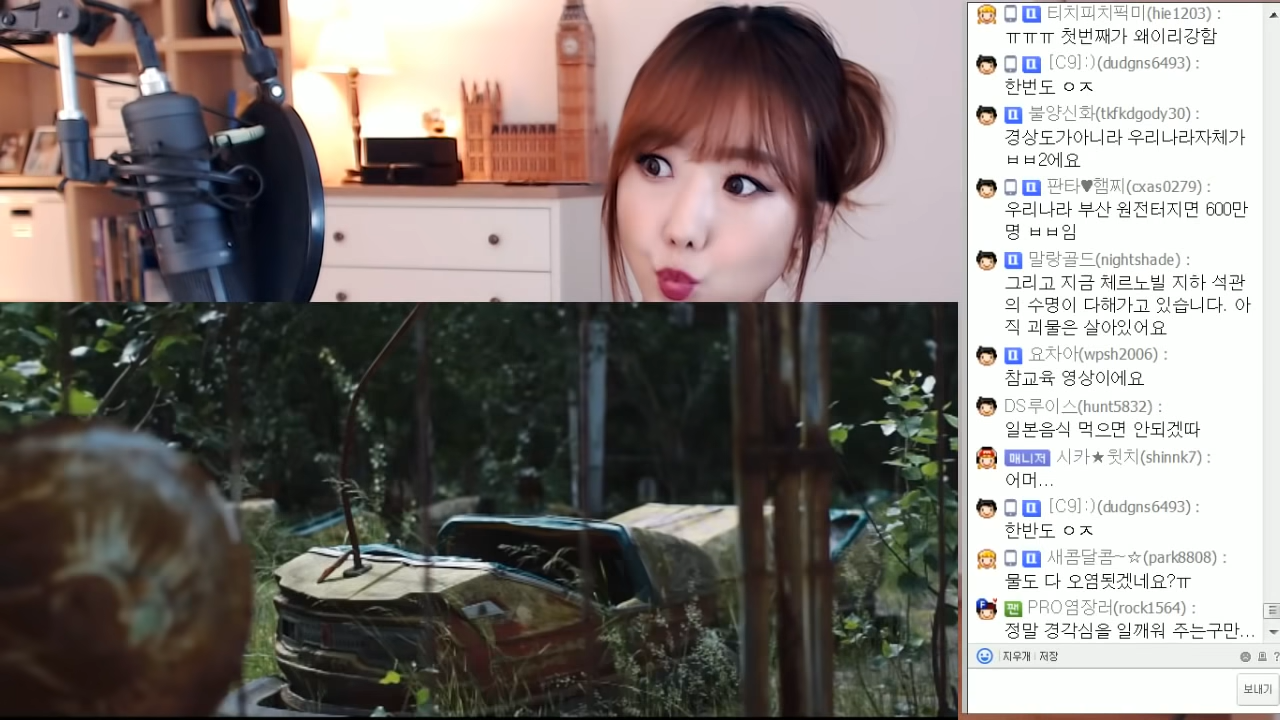 티치피치퍽미(hie1203) :
ㅠㅠㅠ 첫번째가 왜이리강함
[C9]:)(dudgns6493) :
한번도 ㅇㅈ
불양신화(tkfkdgody30) :
경상도가아니라 우리나라자체가
ㅂㅂ2에요
판타♥햄찌(cxas0279) :
우리나라 부산 원전터지면 600만
명 ㅂㅂ임
말랑골드(nightshade) :
그리고 지금 체르노빌 지하 석관
의 수명이 다해가고 있습니다. 아
직 괴물은 살아있어요
요차아(wpsh2006) :
참교육 영상이에요
DS루이스(hunt5832) :
일본음식 먹으면 안되겠따
매니저 시카★윗치(shinnk7) :
어머...
[C9]:)(dudgns6493) :
한반도 ㅇㅈ
새콤달콤~☆(park8808) :
물도 다 오염됫겠네요?ㅠ
팬 PRO염장러(rock1564) :
정말 경각심을 일깨워 주는구만...
지우개 저장
보내기